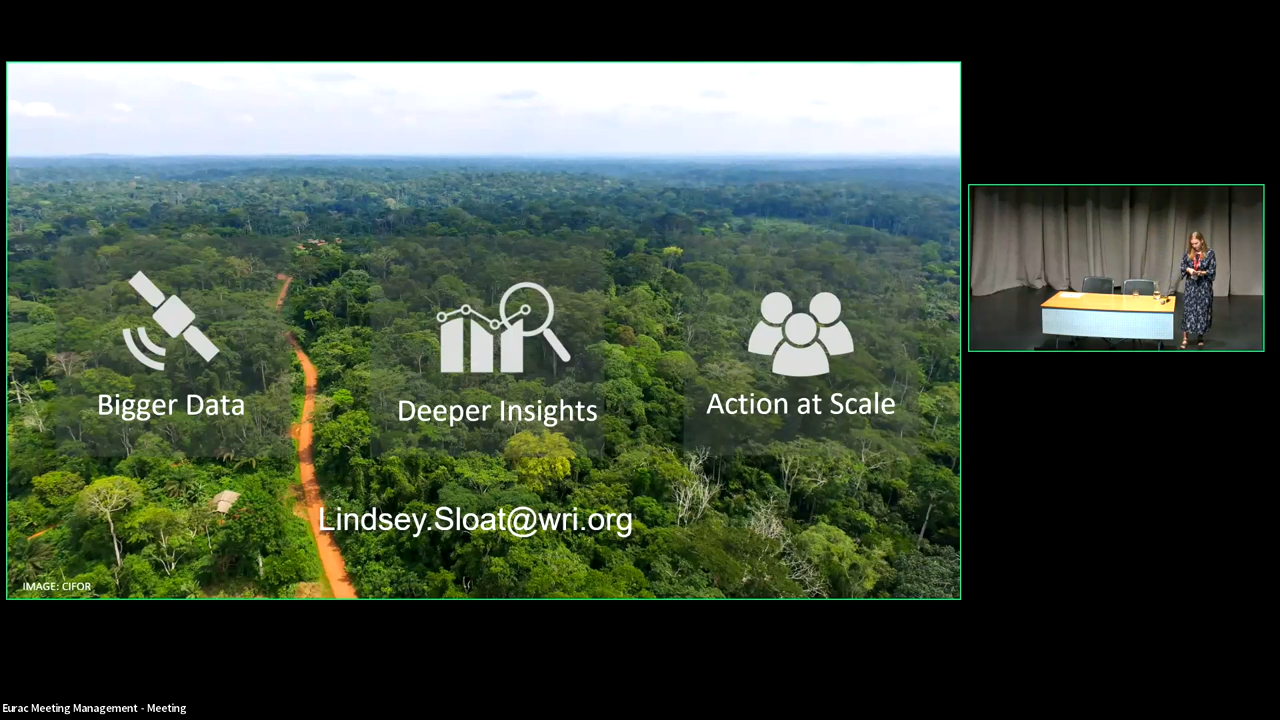 Bigger Data
Deeper Insights
Action at Scale
Lindsey.Sloat@wri.org
IMAGE: CIFOR
Eurac Meeting Management - Meeting